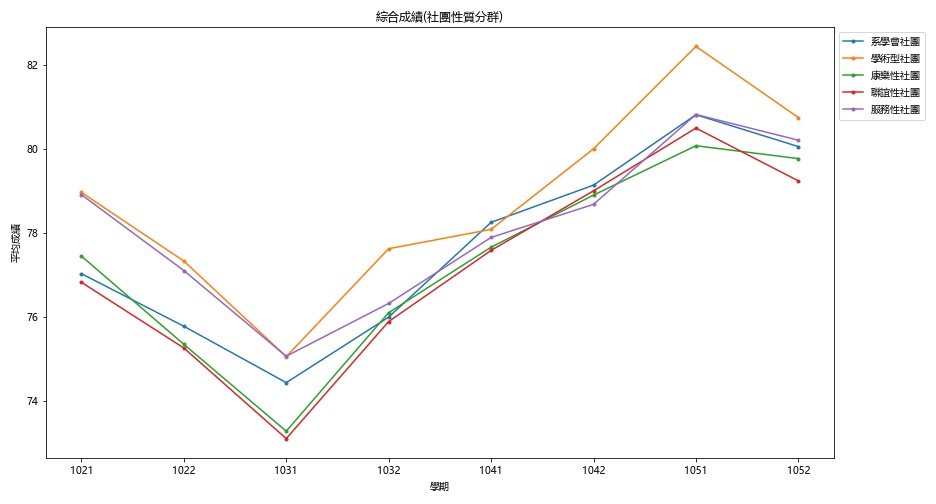 綜合成績(社團性質分群)
系學會社團
學術型社團
康樂性社團
聯誼性社團
服務性社團
平均成績
82
80
78
76
74
1021 1022 1031 1032 1041 1042 1051 1052
學期